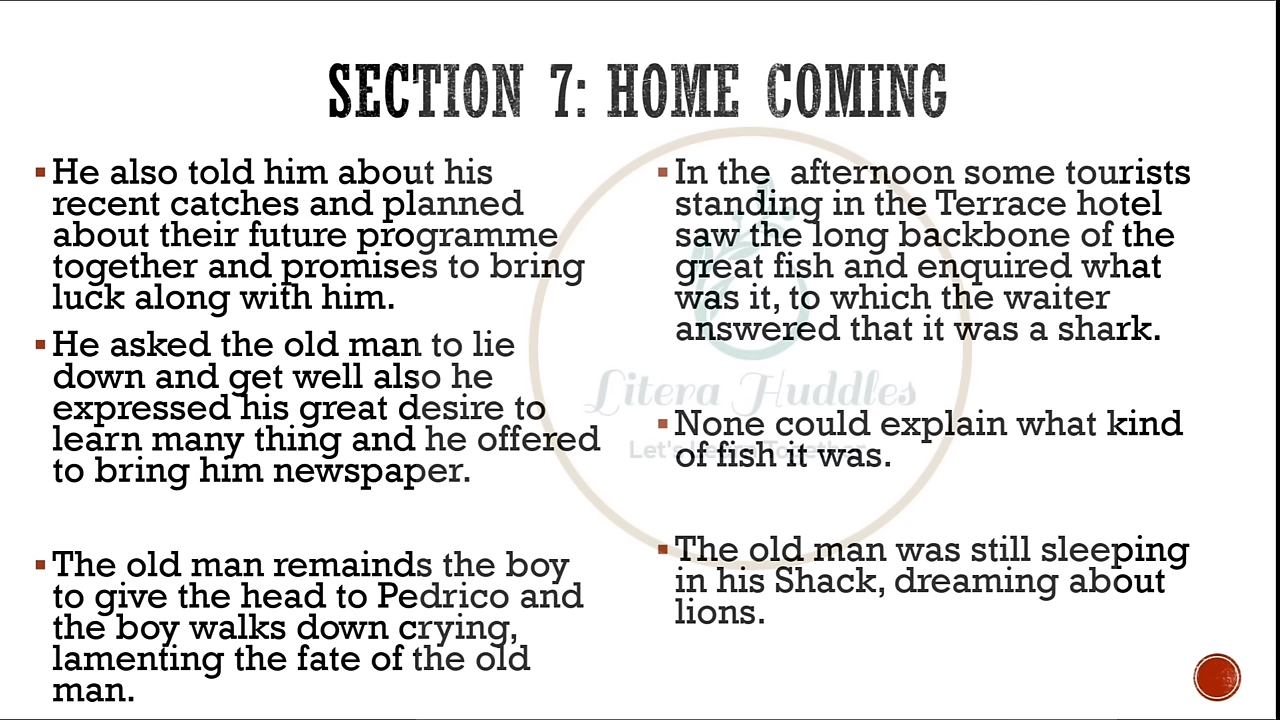 SECTION 7: HOME COMING
▪He also told him about his
recent catches and planned
about their future programme
together and promises to bring
luck along with him.
▪He asked the old man to lie
down and get well also he
expressed his great desire to
learn many thing and he offered
to bring him newspaper.
▪The old man remainds the boy
to give the head to Pedrico and
the boy walks down crying,
lamenting the fate of the old
man.
▪In the  afternoon some tourists
standing in the Terrace hotel
saw the long backbone of the
great fish and enquired what
was it, to which the waiter
answered that it was a shark.
▪None could explain what kind
of fish it was.
▪The old man was still sleeping
in his Shack, dreaming about
lions.
Litera Huddles
Let's Together